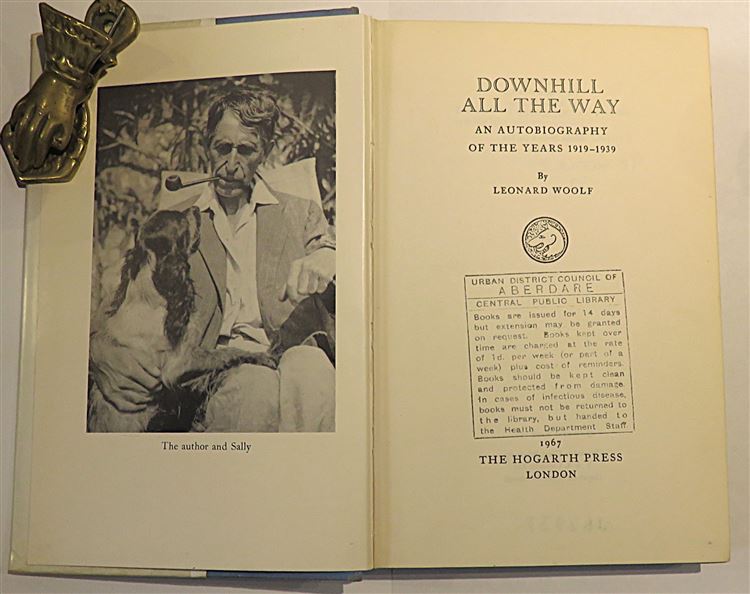 The author and Sally
DOWNHILL
ALL THE WAY
AN AUTOBIOGRAPHY
OF THE YEARS 1919–1939
By
LEONARD WOOLF
URBAN DISTRICT COUNCIL OF
ABERDARE
CENTRAL PUBLIC LIBRARY
Books are issued for 14 days
but extension may be granted
on request. Books kept over
time are charged at the rate
of 1d. per week (or part of a
week) plus cost of reminders.
Books should be kept clean
and protected from damage.
In cases of infectious disease,
books must not be returned to
the library, but handed to
the Health Department Staff.
1967
THE HOGARTH PRESS
LONDON